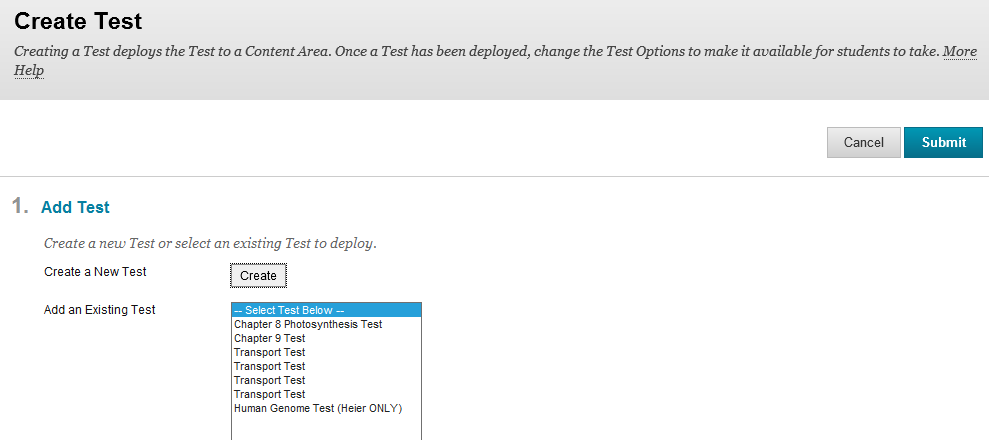 Create Test
Creating a Test deploys the Test to a Content Area. Once a Test has been deployed, change the Test Options to make it available for students to take. More
Help
Cancel Submit
1. Add Test
Create a new Test or select an existing Test to deploy.
Create a New Test Create
Add an Existing Test -- Select Test Below --
Chapter 8 Photosynthesis Test
Chapter 9 Test
Transport Test
Transport Test
Transport Test
Transport Test
Human Genome Test (Heier ONLY)